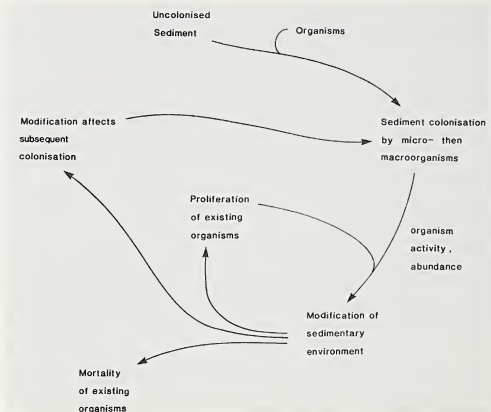 Uncolonised
Sediment
Organisms
Modification affects
subsequent
colonisation
Sediment colonisation
by micro- then
macroorganisms
Proliferation
of existing
organisms
organism
activity,
abundance
Modification of
sedimentary
environment
Mortality
of existing
organisms